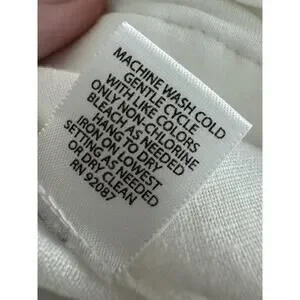 MACHINE WASH COLD
GENTLE CYCLE
WITH LIKE COLORS
ONLY NON-CHLORINE
BLEACH AS NEEDED
HANG TO DRY
IRON ON LOWEST
SETTING AS NEEDED
OR DRY CLEAN
RN 92087